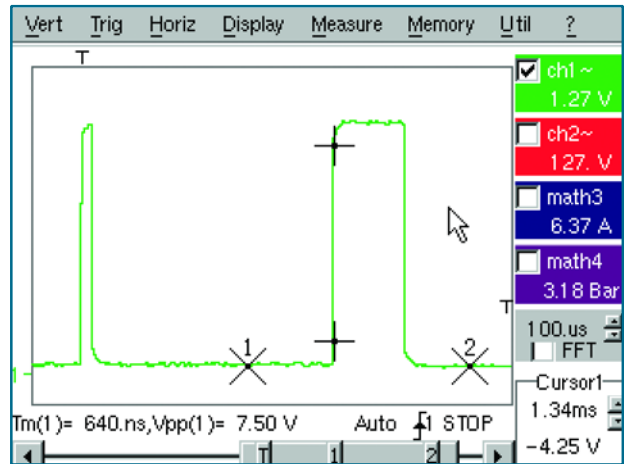 Vert Trig Horiz Display Measure Memory Util ?
T
ch1 ~
1.27 V
ch2~
127. V
math3
6.37 A
math4
3.18 Bar
T
100.us
FFT
1
2
1-
Cursor1
1.34ms
-4.25 V
Tm(1)= 640.ns,Vpp(1)= 7.50 V Auto 1 STOP
T 1 2